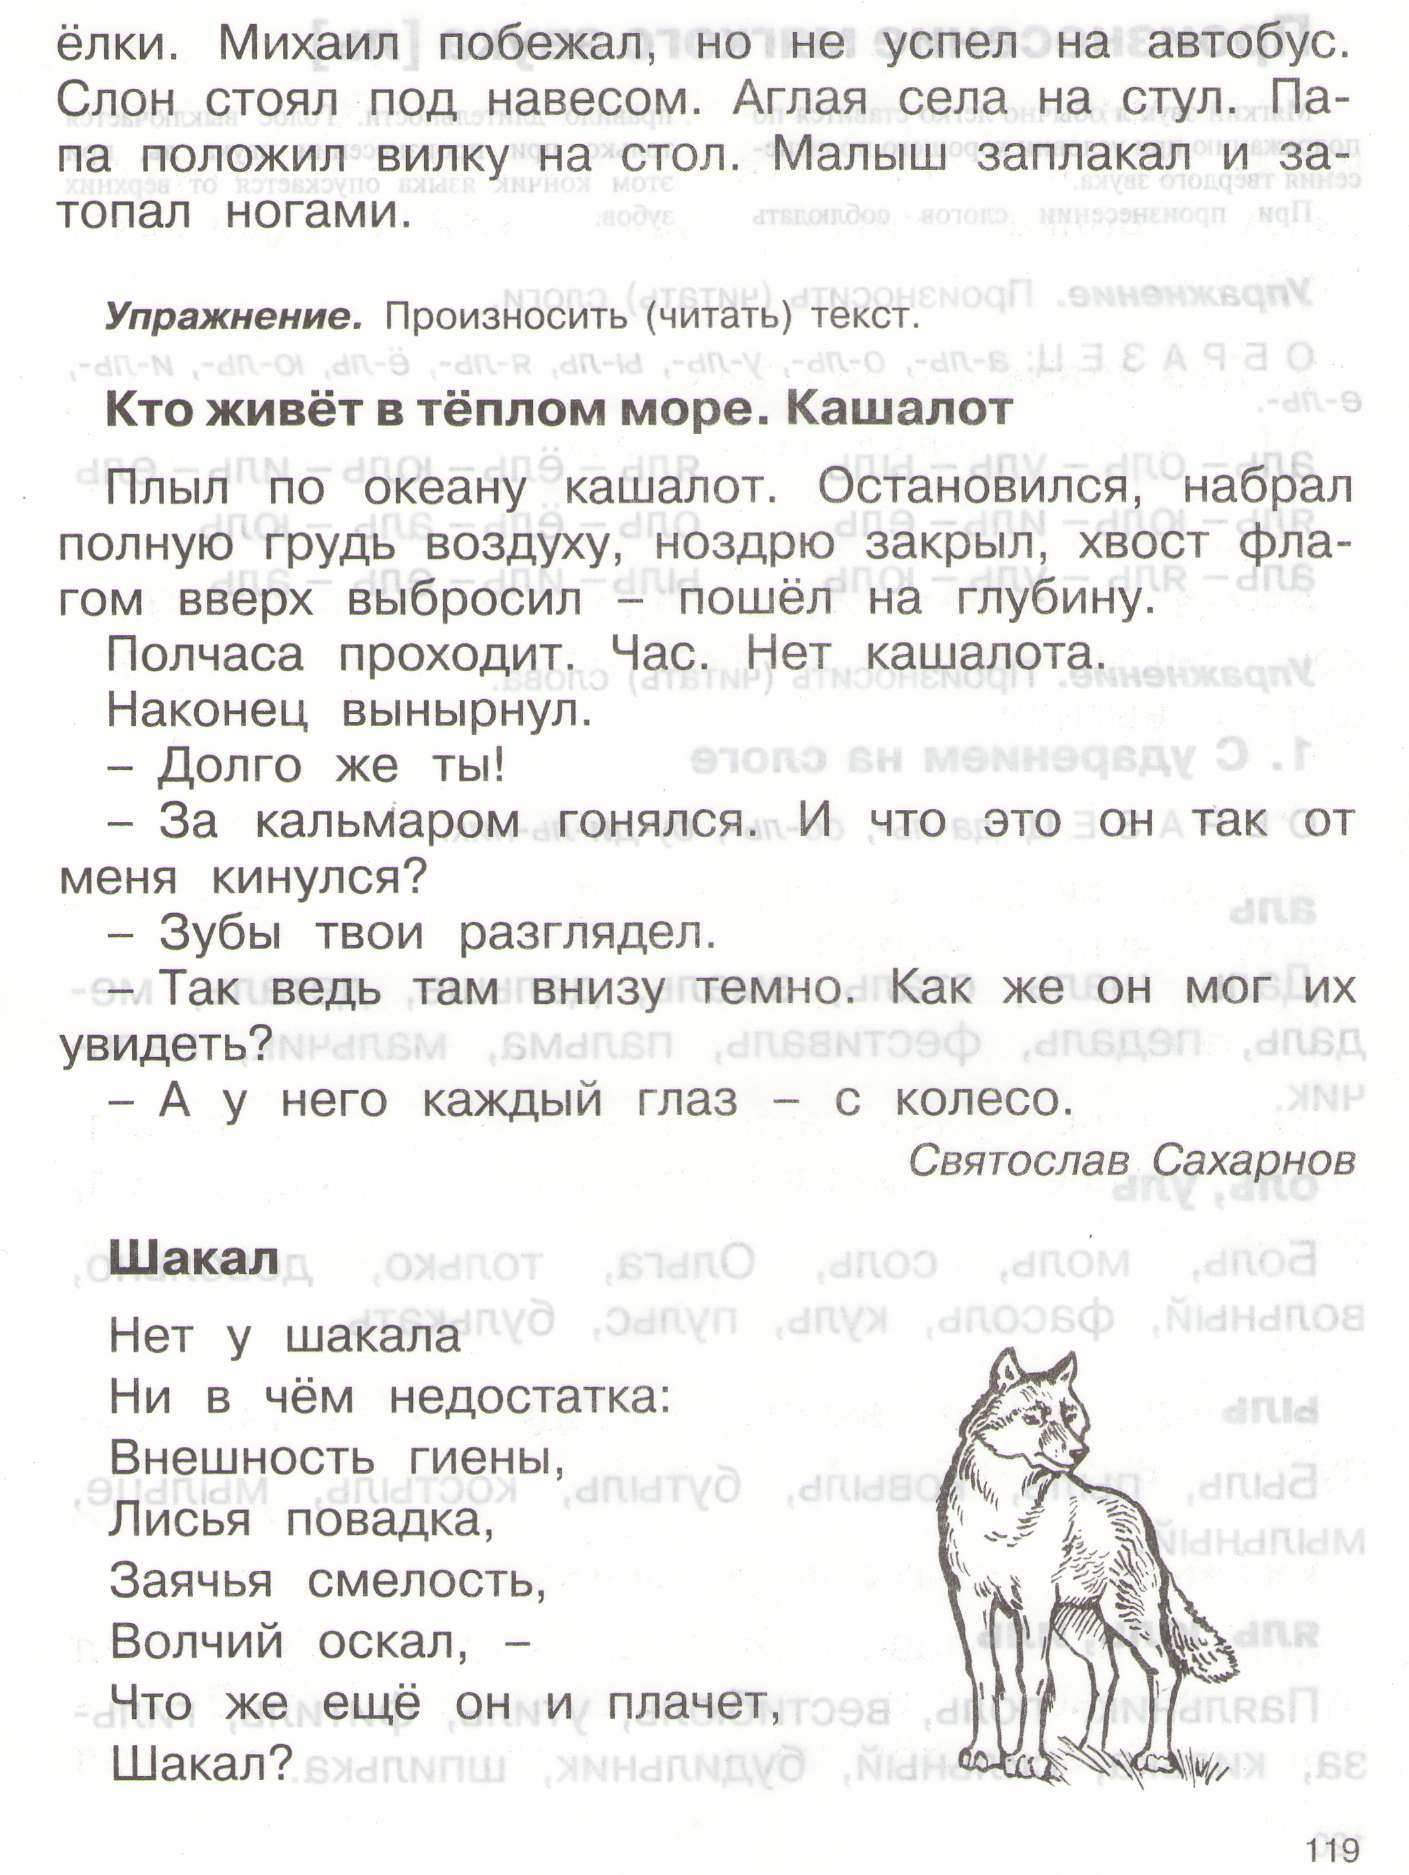 ёлки. Михаил побежал, но не успел на автобус.
Слон стоял под навесом. Аглая села на стул. Па-
па положил вилку на стол. Малыш заплакал и за-
топал ногами.
Упражнение. Произносить (читать) текст.
Кто живёт в тёплом море. Кашалот
Плыл по океану кашалот. Остановился, набрал
полную грудь воздуху, ноздрю закрыл, хвост фла-
гом вверх выбросил – пошёл на глубину.
Полчаса проходит. Час. Нет кашалота.
Наконец вынырнул.
– Долго же ты!
– За кальмаром гонялся. И что это он так от
меня кинулся?
– Зубы твои разглядел.
– Так ведь там внизу темно. Как же он мог их
увидеть?
– А у него каждый глаз – с колесо.
Святослав Сахарнов
Шакал
Нет у шакала
Ни в чём недостатка:
Внешность гиены,
Лисья повадка,
Заячья смелость,
Волчий оскал, –
Что же ещё он и плачет,
Шакал?
119